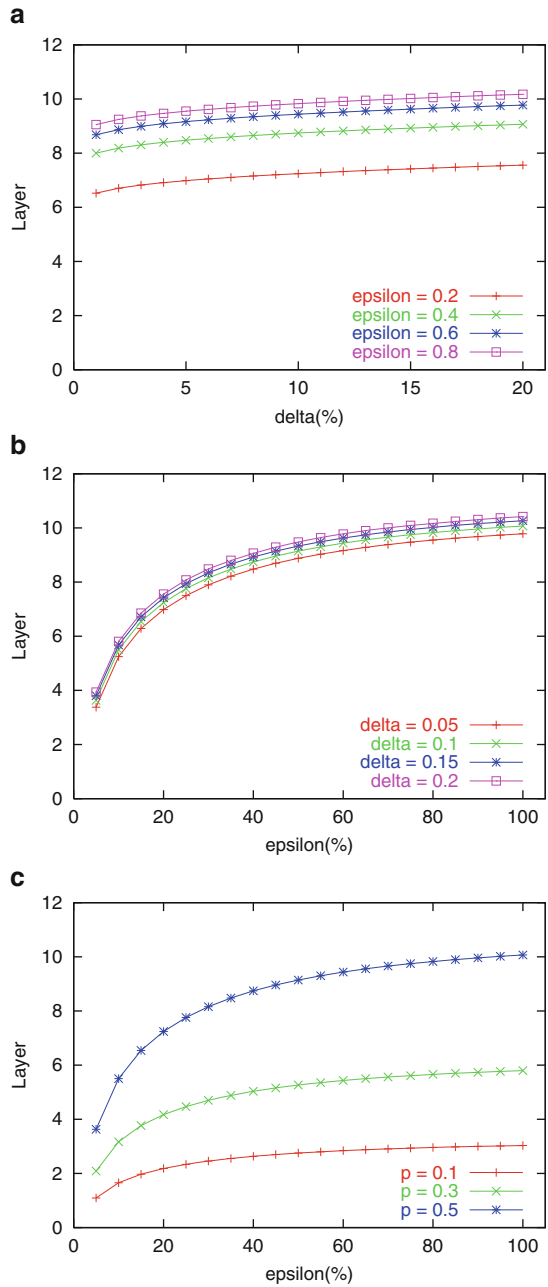 a
12
10
8
6
4
2
0
Layer
epsilon = 0.2
epsilon = 0.4
epsilon = 0.6
epsilon = 0.8
0 5 10 15 20
delta(%)
b
12
10
8
6
4
2
0
Layer
delta = 0.05
delta = 0.1
delta = 0.15
delta = 0.2
0 20 40 60 80 100
epsilon(%)
c
12
10
8
6
4
2
0
Layer
p = 0.1
p = 0.3
p = 0.5
0 20 40 60 80 100
epsilon(%)